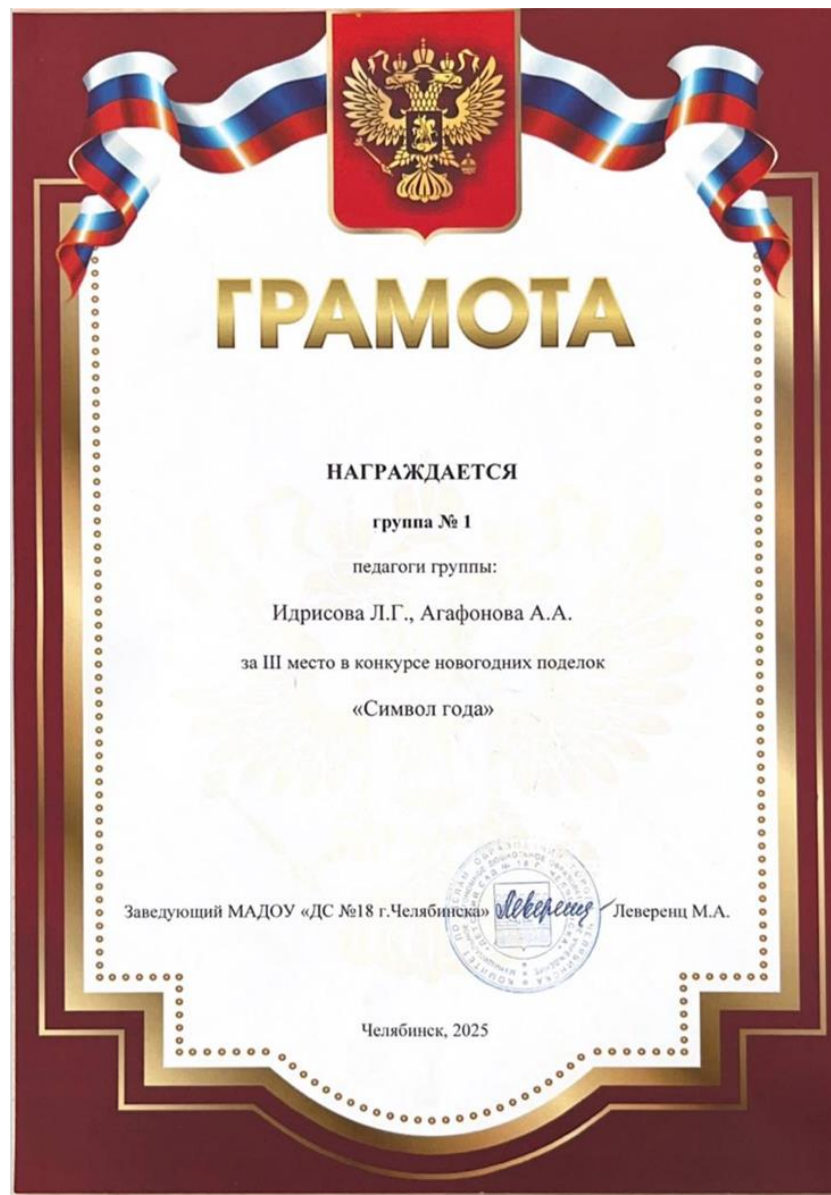 ГРАМОТА
НАГРАЖДАЕТСЯ
группа № 1
педагоги группы:
Идрисова Л.Г., Агафонова А.А.
за III место в конкурсе новогодних поделок
«Символ года»
Заведующий МАДОУ «ДС №18 г.Челябинска» Леверенц Леверенц М.А.
Челябинск, 2025